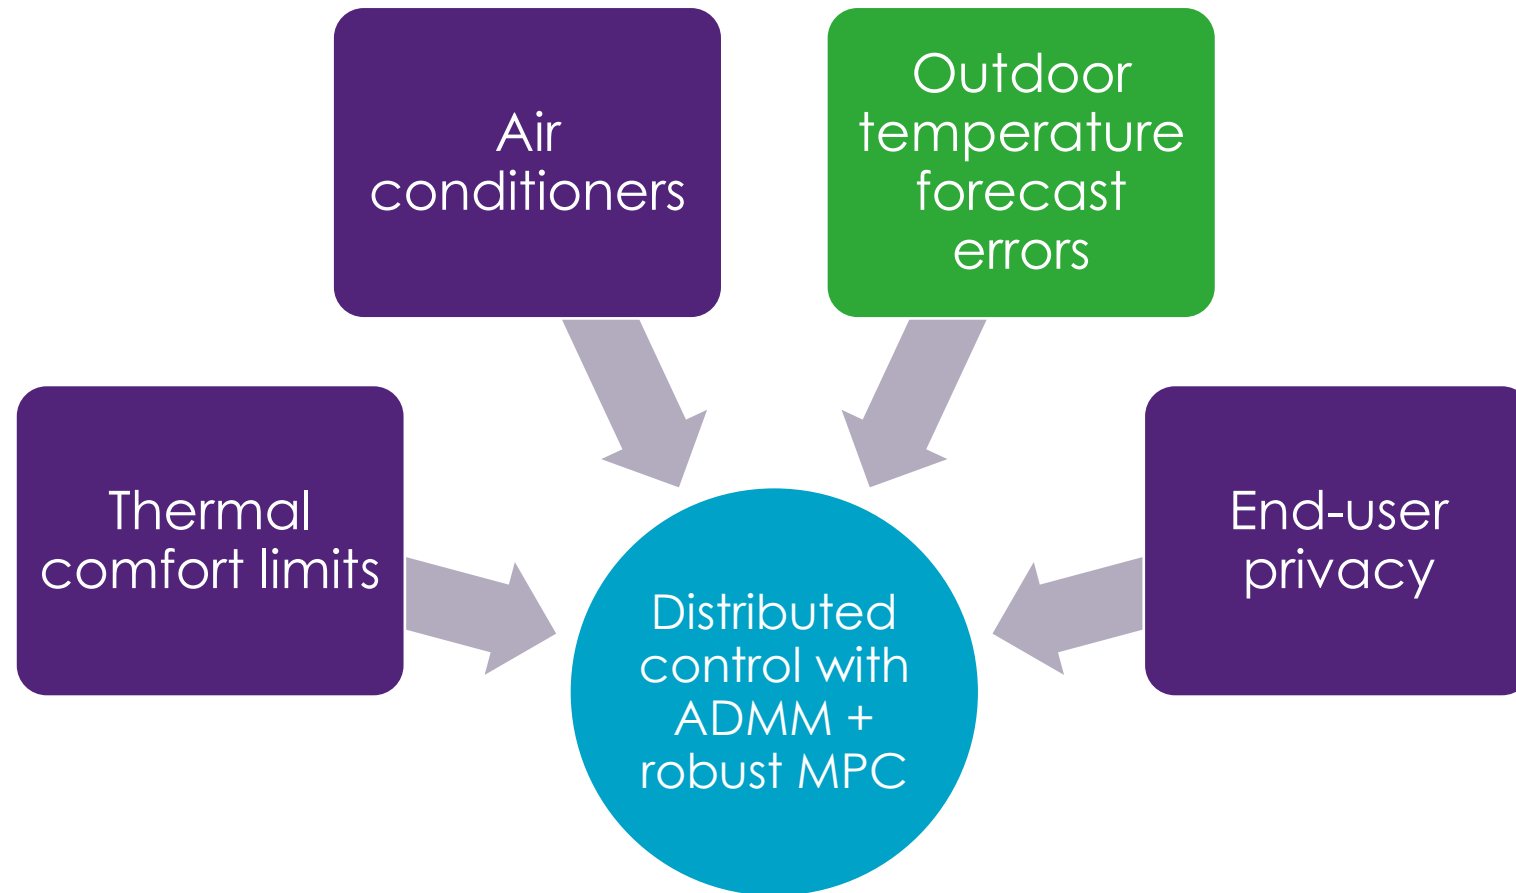 Air
conditioners
Outdoor
temperature
forecast
errors
Thermal
comfort limits
End-user
privacy
Distributed
control with
ADMM +
robust MPC